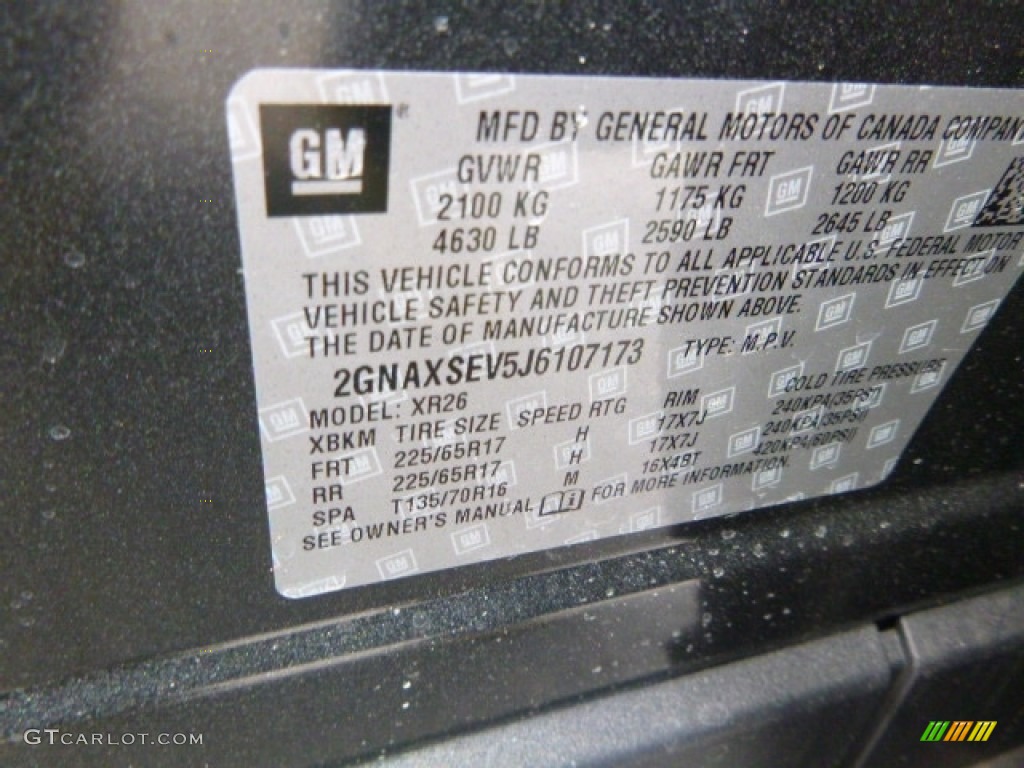 GM
MFD BY GENERAL MOTORS OF CANADA COMPAN
GVWR GAWR FRT GAWR RR
2100 KG 1175 KG 1200 KG
4630 LB 2590 LB 2645 LB
THIS VEHICLE CONFORMS TO ALL APPLICABLE U.S. FEDERAL MOTOR
VEHICLE SAFETY AND THEFT PREVENTION STANDARDS IN EFFECT ON
THE DATE OF MANUFACTURE SHOWN ABOVE.
2GNAXSEV5J6107173 TYPE: M.P.V.
MODEL: XR26
XBKM TIRE SIZE SPEED RTG RIM COLD TIRE PRESSURE
FRT 225/65R17 H 17X7J 240KPA(35PSI)
RR 225/65R17 H 17X7J 240KPA(35PSI)
SPA T135/70R16 M 16X4BT 420KPA(60PSI)
SEE OWNER'S MANUAL FOR MORE INFORMATION.
GTCARLOT.COM